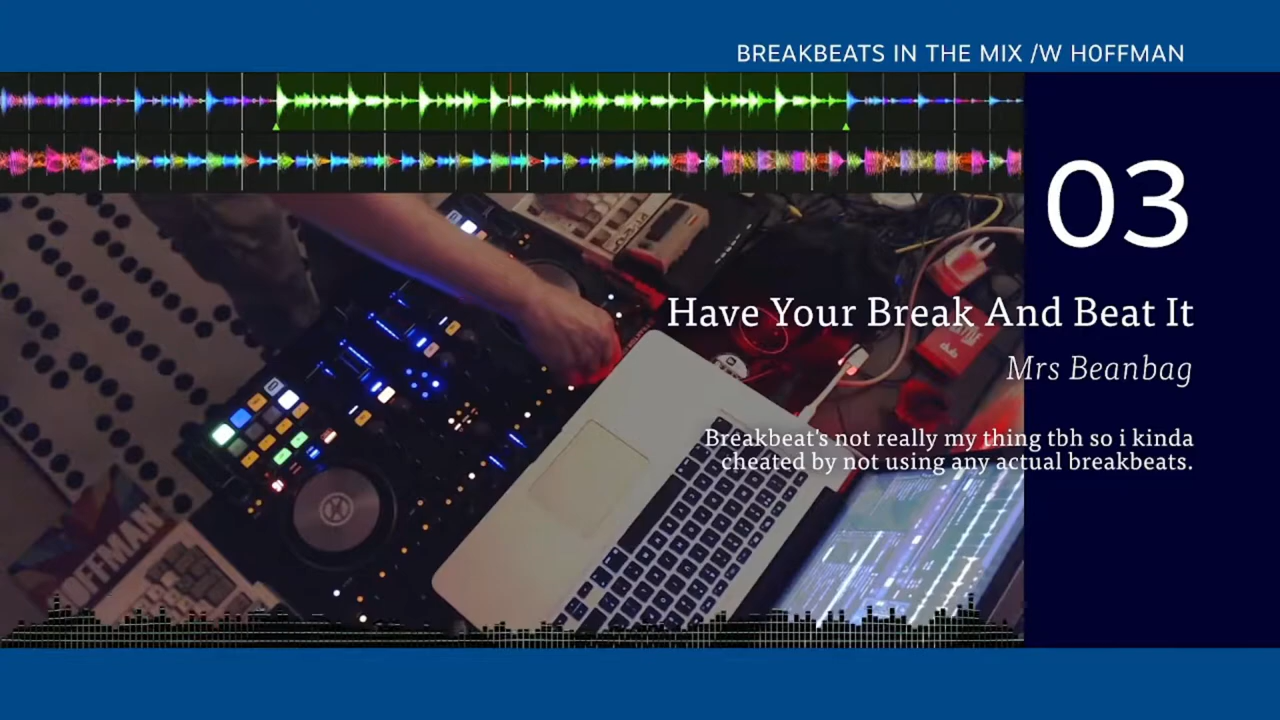 BREAKBEATS IN THE MIX /W HOFFMAN
03
Have Your Break And Beat It
Mrs Beanbag
Breakbeat's not really my thing tbh so i kinda
cheated by not using any actual breakbeats.
HOFFMAN